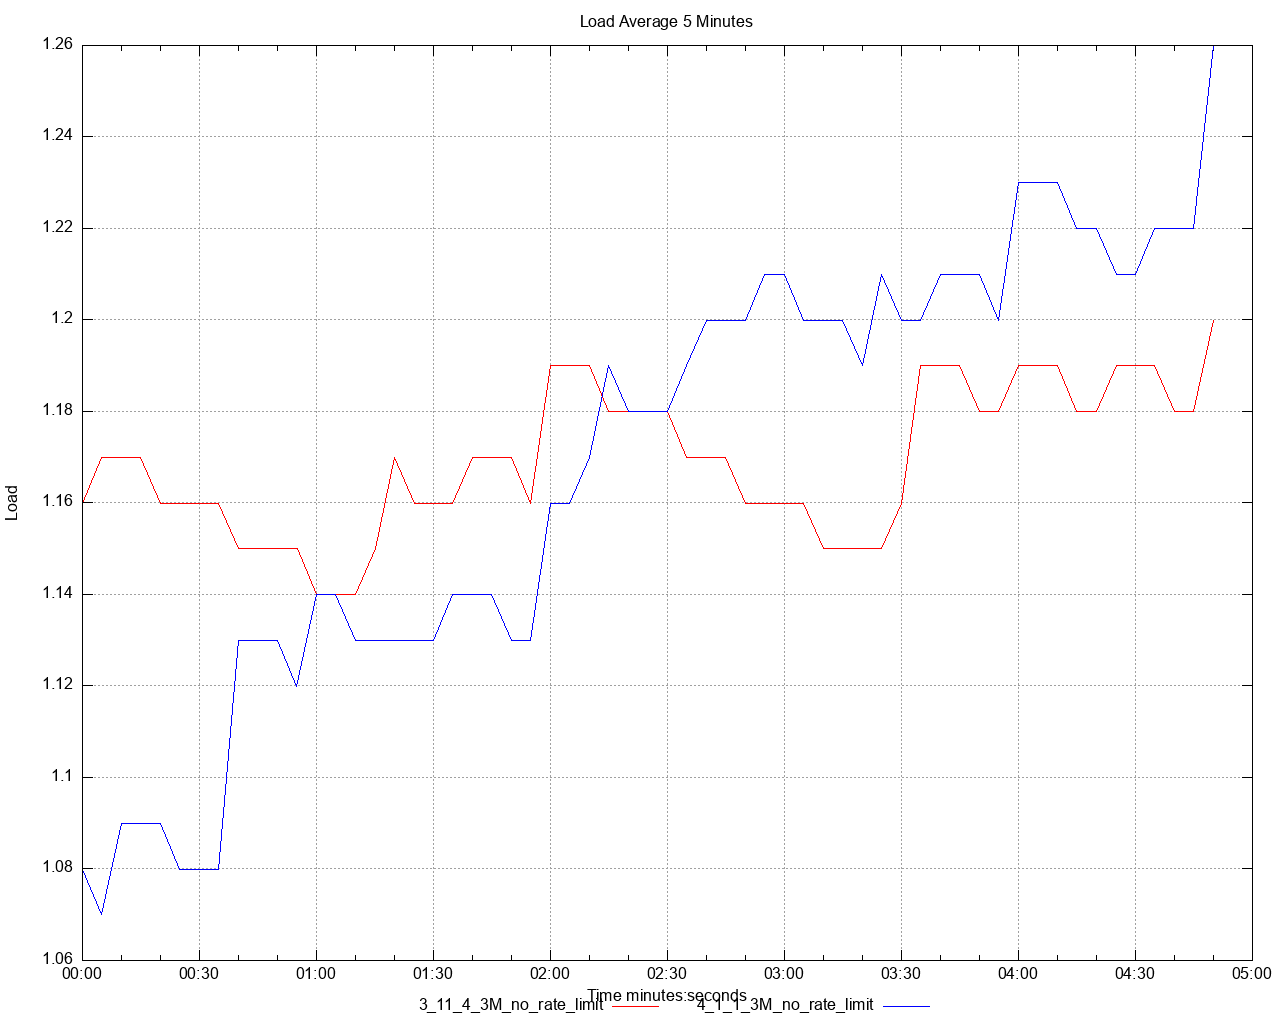 Load Average 5 Minutes
1.26
1.24
1.22
1.2
1.18
1.16
1.14
1.12
1.1
1.08
1.06
Load
00:00 00:30 01:00 01:30 02:00 02:30 03:00 03:30 04:00 04:30 05:00
Time minutes:seconds
3_11_4_3M_no_rate_limit 4_1_1_3M_no_rate_limit